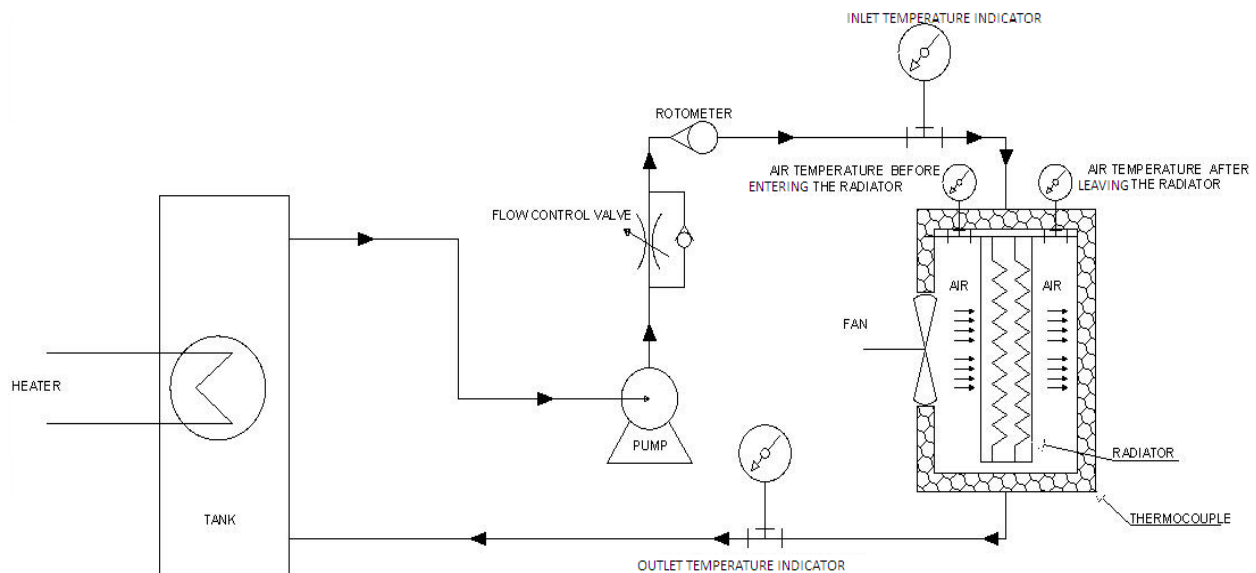 INLET TEMPERATURE INDICATOR
ROTOMETER
AIR TEMPERATURE BEFORE
ENTERING THE RADIATOR
AIR TEMPERATURE AFTER
LEAVING THE RADIATOR
FLOW CONTROL VALVE
AIR
AIR
FAN
HEATER
PUMP
RADIATOR
TANK
THERMOCOUPLE
OUTLET TEMPERATURE INDICATOR